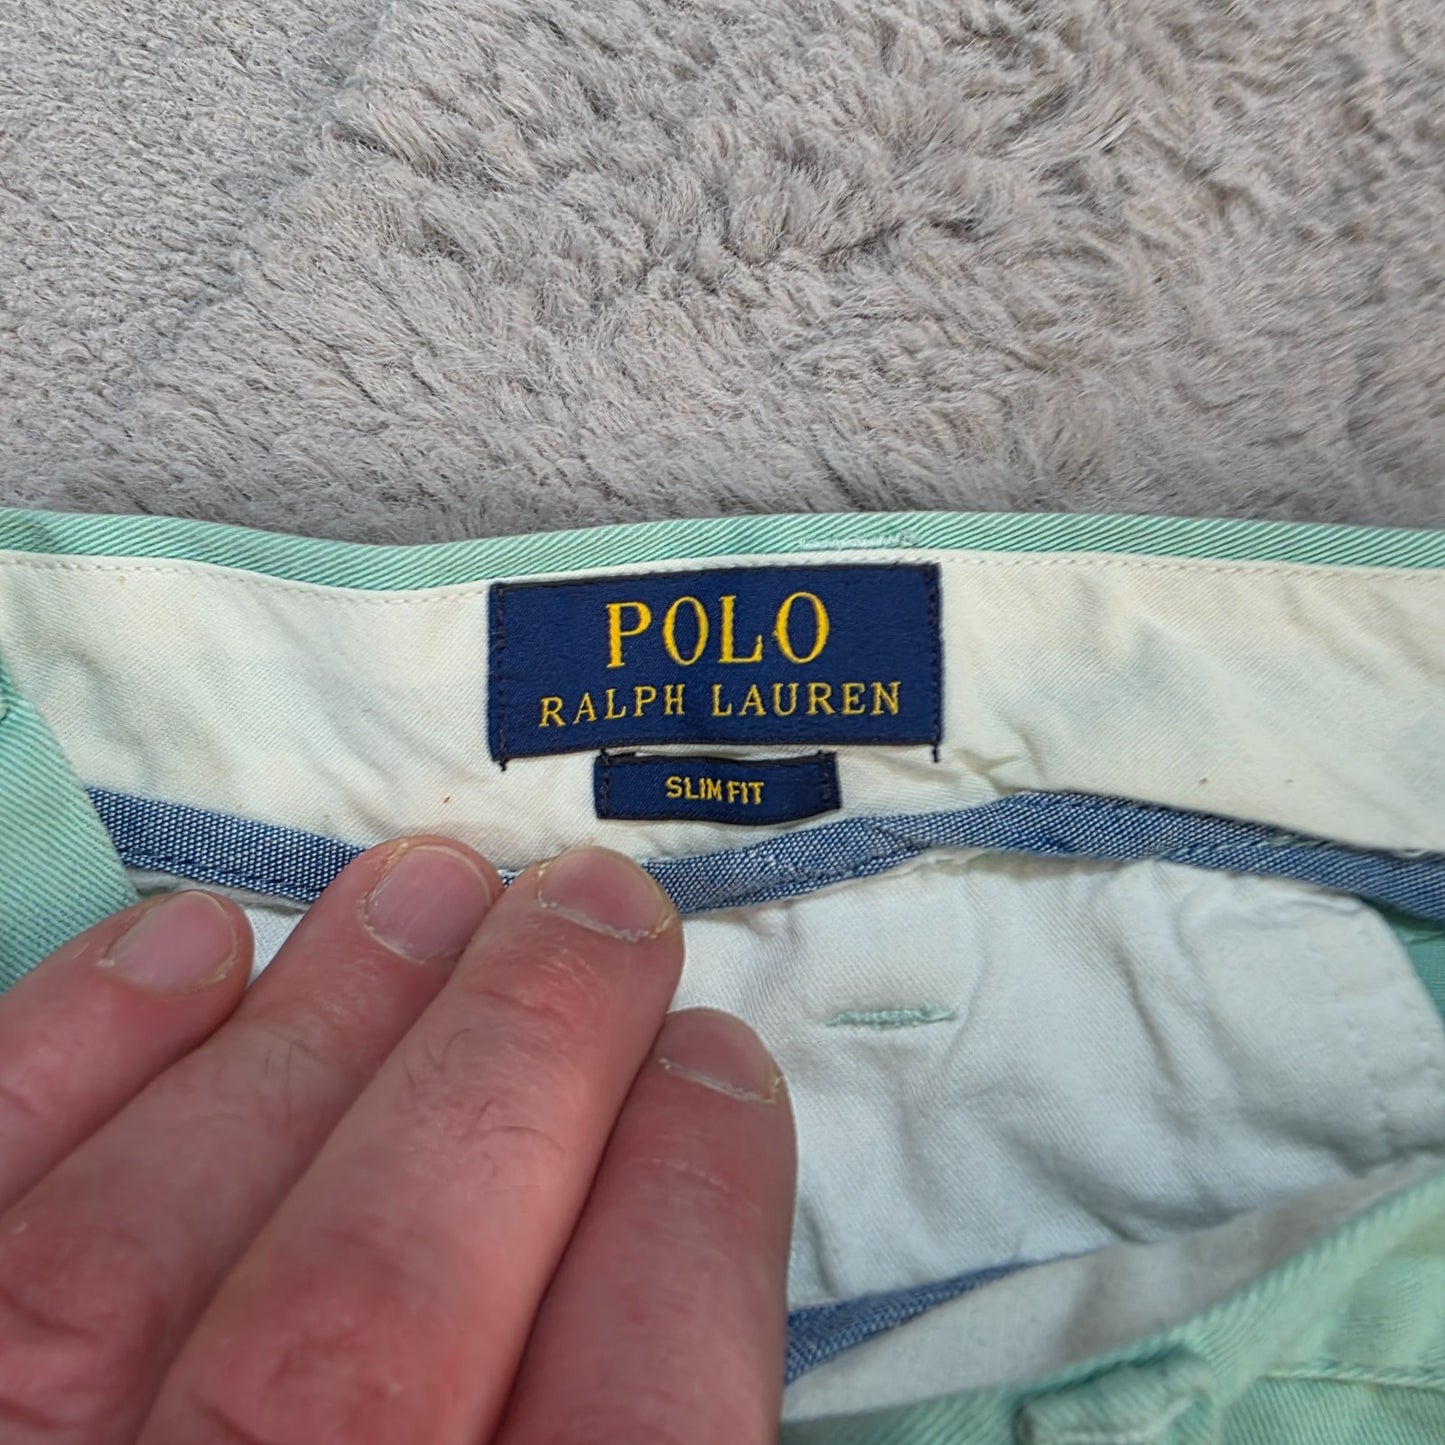 POLO
RALPH LAUREN
SLIM FIT